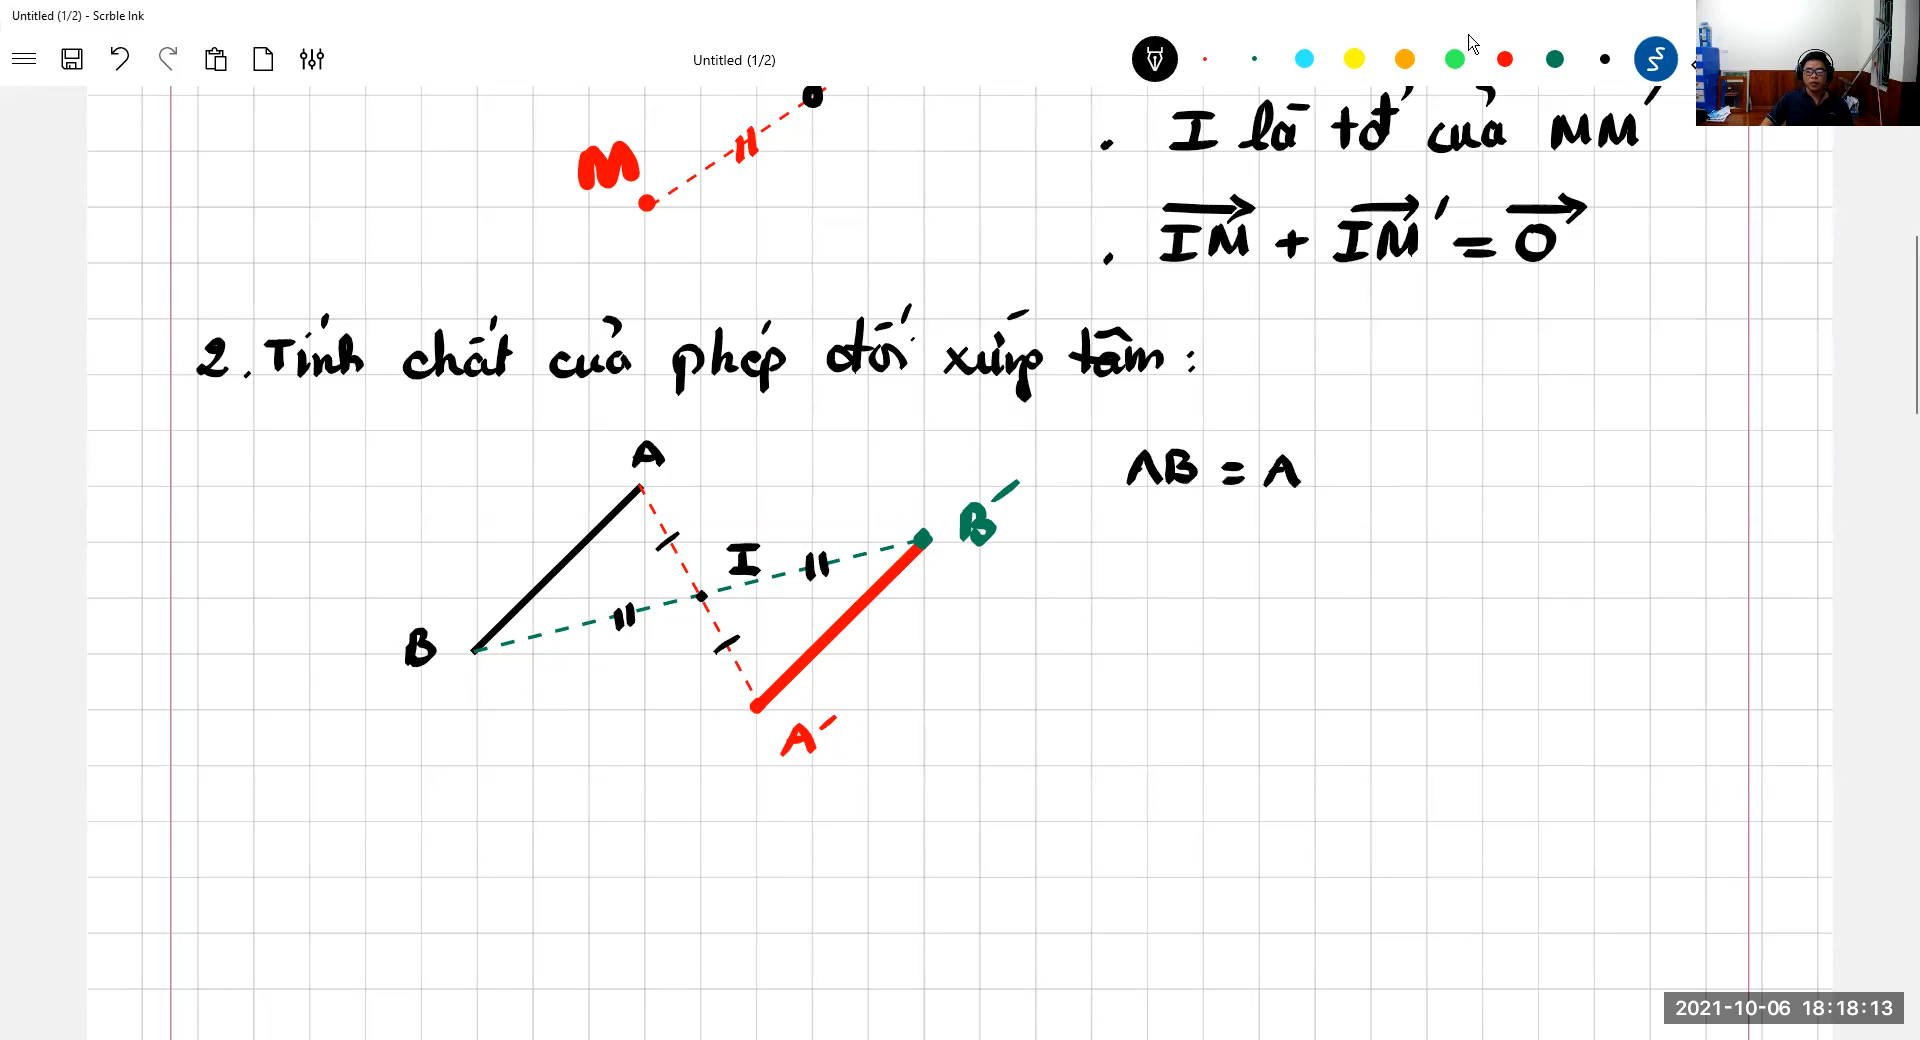 Untitled (1/2) - Scrble Ink
Untitled (1/2)
. I là tđ của MM'
M
. IM + IM' = 0
2. Tính chất của phép đối xứng tâm:
A
AB = A
B'
I
B
A'
2021-10-06 18:18:13